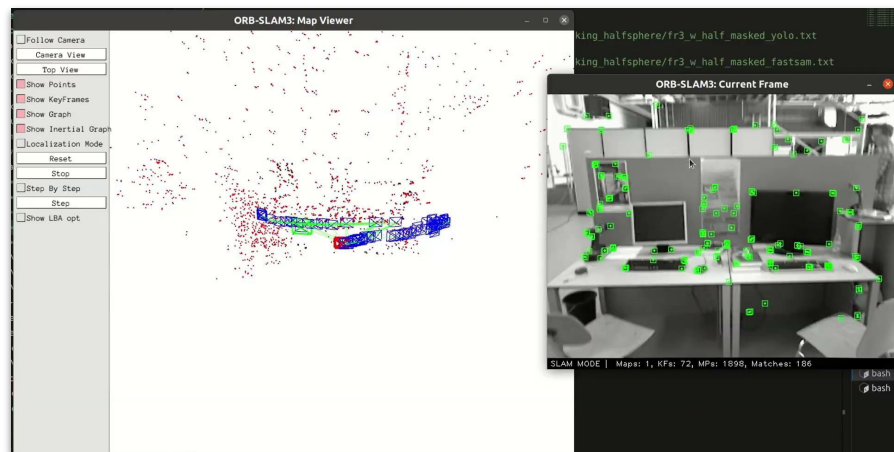 ORB-SLAM3: Map Viewer
Follow Camera
Camera View
Top View
Show Points
Show KeyFrames
Show Graph
Show Inertial Graph
Localization Mode
Reset
Stop
Step By Step
Step
Show LBA opt
king_halfsphere/fr3_w_half_masked_yolo.txt
king_halfsphere/fr3_w_half_masked_fastsam.txt
ORB-SLAM3: Current Frame
SLAM MODE | Maps: 1, KFs: 72, MPs: 1898, Matches: 186
bash
bash